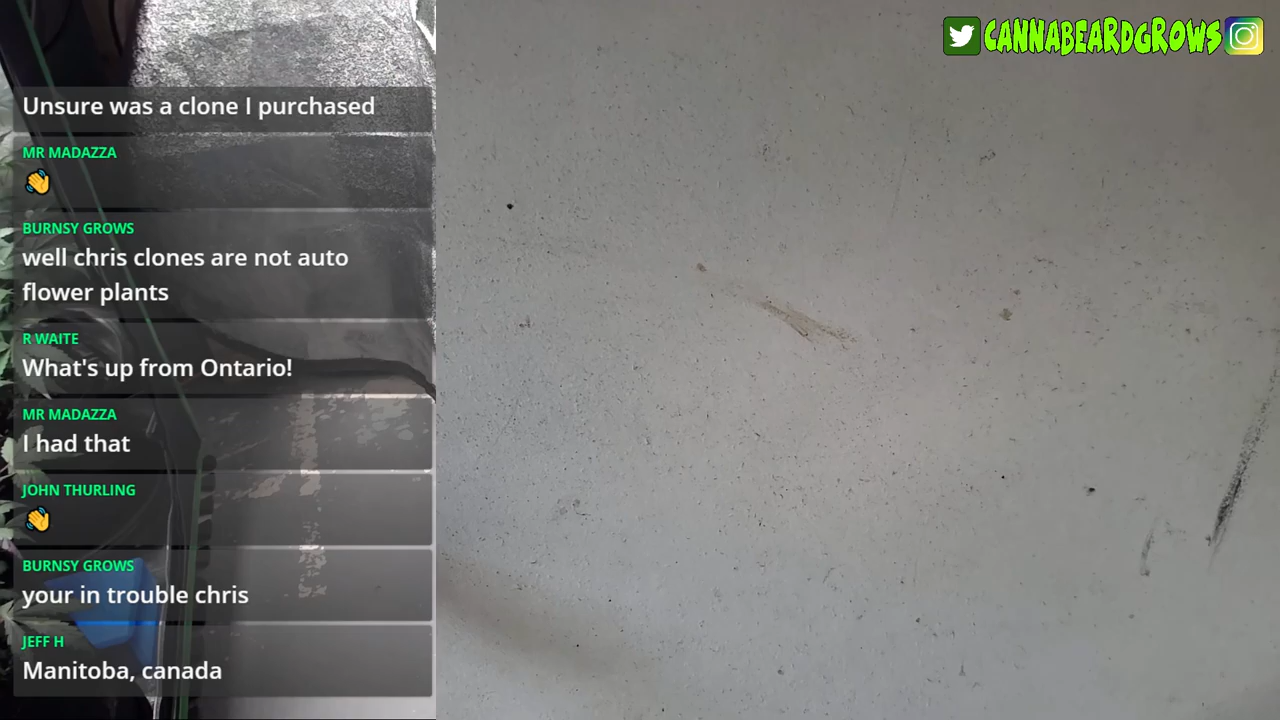 CANNABEARDGROWS
Unsure was a clone I purchased
MR MADAZZA
👋
BURNSY GROWS
well chris clones are not auto
flower plants
R WAITE
What's up from Ontario!
MR MADAZZA
I had that
JOHN THURLING
👋
BURNSY GROWS
your in trouble chris
JEFF H
Manitoba, canada